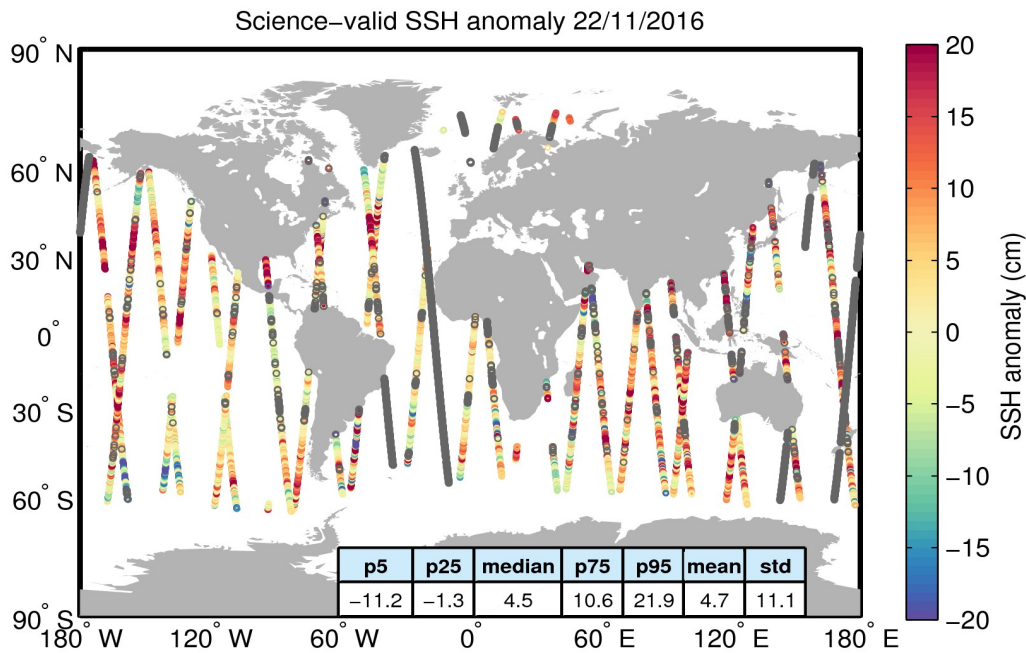 Science−valid SSH anomaly 22/11/2016
90° N
60° N
30° N
0°
30° S
60° S
90° S
180° W
120° W
60° W
0°
60° E
120° E
180° E
p5 p25 median p75 p95 mean std
−11.2 −1.3 4.5 10.6 21.9 4.7 11.1
20
15
10
5
0
−5
−10
−15
−20
SSH anomaly (cm)